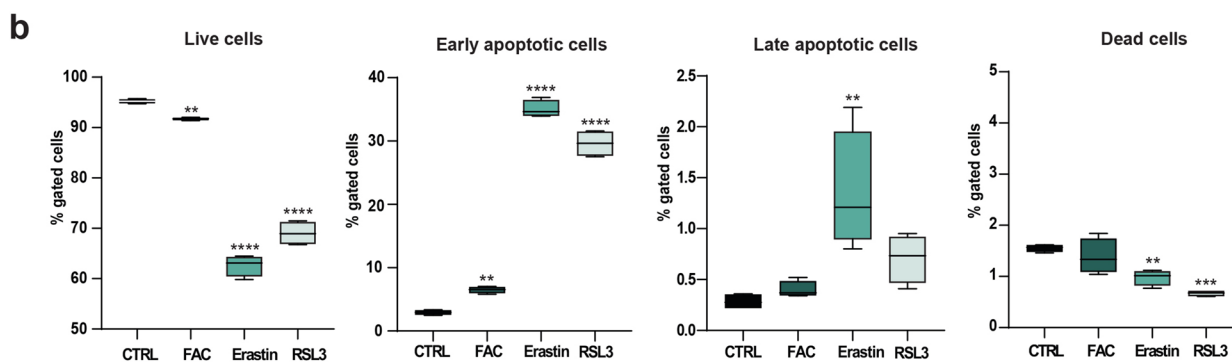 b
Live cells
% gated cells
100
90
80
70
60
50
**
****
****
CTRL FAC Erastin RSL3
Early apoptotic cells
% gated cells
40
30
20
10
0
**
****
****
CTRL FAC Erastin RSL3
Late apoptotic cells
% gated cells
2.5
2.0
1.5
1.0
0.5
0.0
**
CTRL FAC Erastin RSL3
Dead cells
% gated cells
5
4
3
2
1
0
**
***
CTRL FAC Erastin RSL3